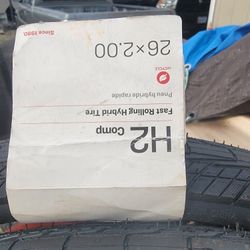 H2
Comp
Fast Rolling Hybrid Tire
Pneu hybride rapide
26×2.00
Since 1980